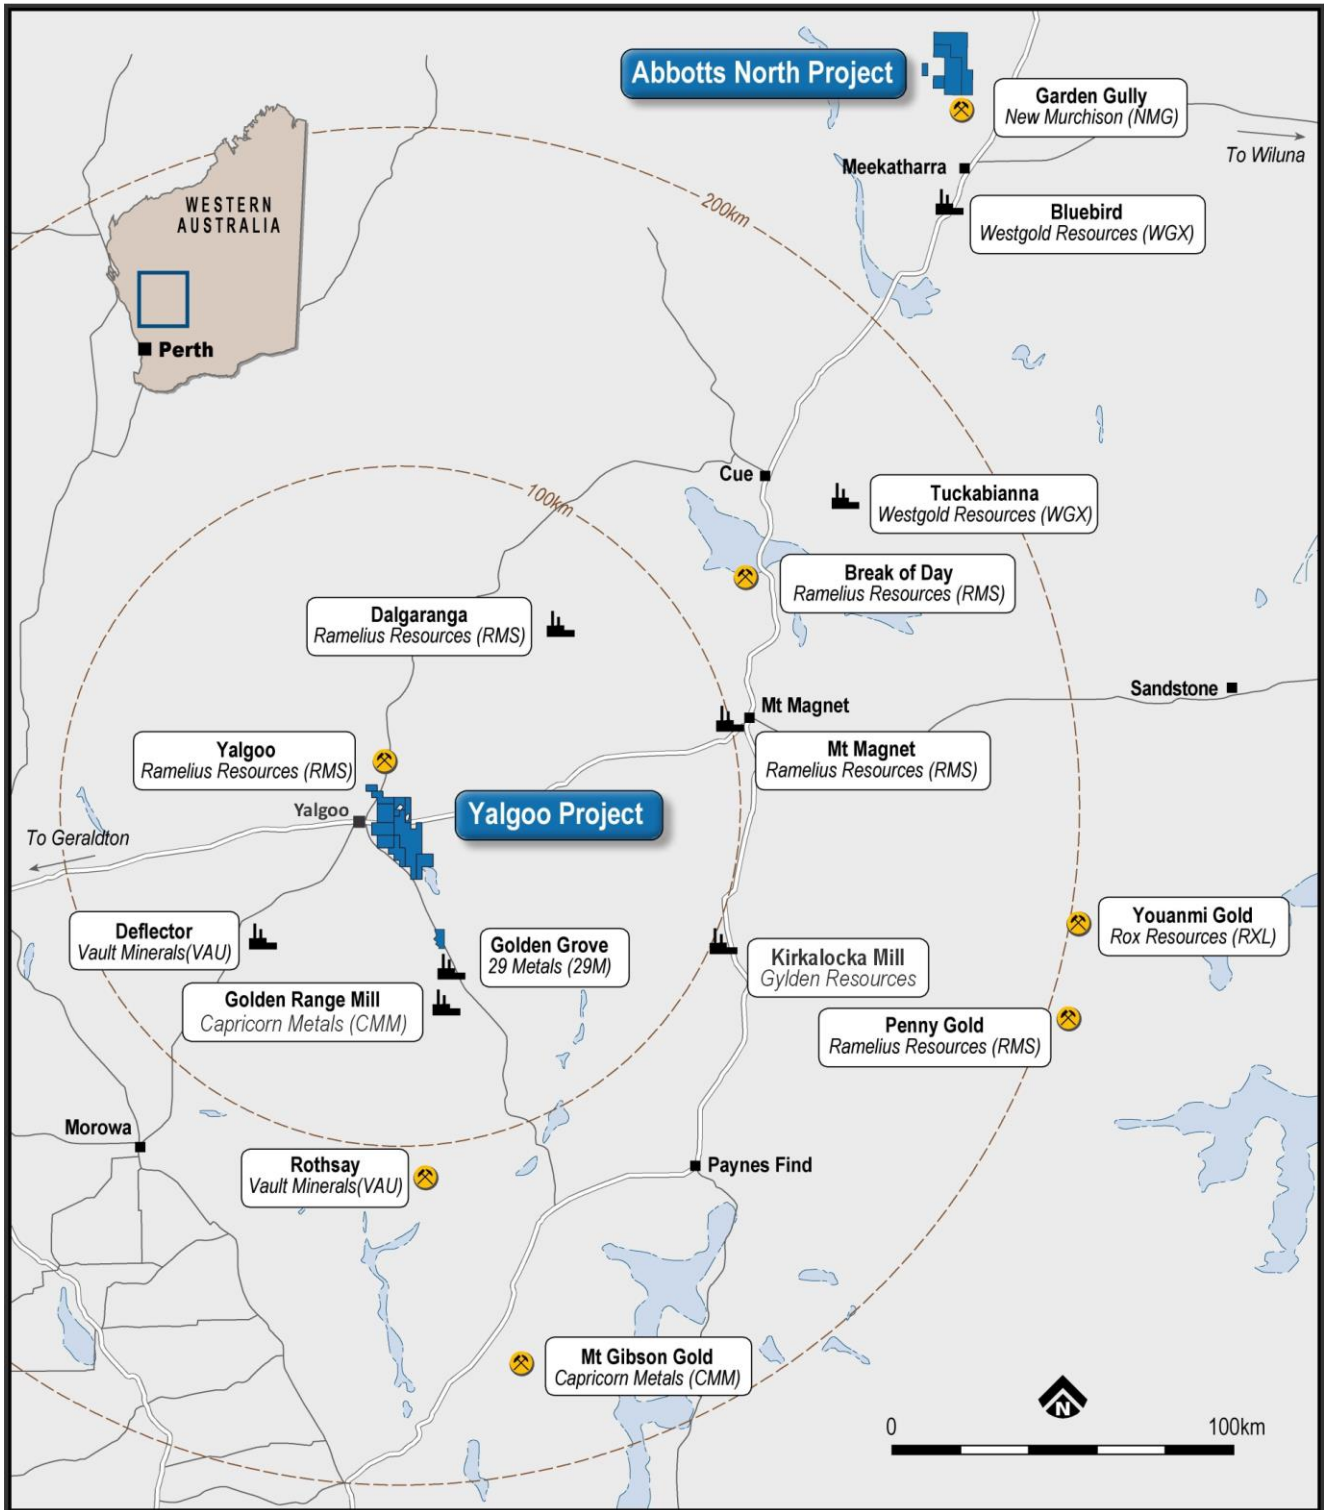 Abbotts North Project
Garden Gully
New Murchison (NMG)
To Wiluna
Meekatharra
WESTERN
AUSTRALIA
200km
Bluebird
Westgold Resources (WGX)
Perth
Cue
Tuckabianna
Westgold Resources (WGX)
100km
Break of Day
Ramelius Resources (RMS)
Dalgaranga
Ramelius Resources (RMS)
Sandstone
Mt Magnet
Yalgoo
Ramelius Resources (RMS)
Mt Magnet
Ramelius Resources (RMS)
Yalgoo
Yalgoo Project
To Geraldton
Deflector
Vault Minerals(VAU)
Golden Grove
29 Metals (29M)
Kirkalocka Mill
Gylden Resources
Youanmi Gold
Rox Resources (RXL)
Golden Range Mill
Capricorn Metals (CMM)
Penny Gold
Ramelius Resources (RMS)
Morowa
Rothsay
Vault Minerals(VAU)
Paynes Find
Mt Gibson Gold
Capricorn Metals (CMM)
N
0
100km